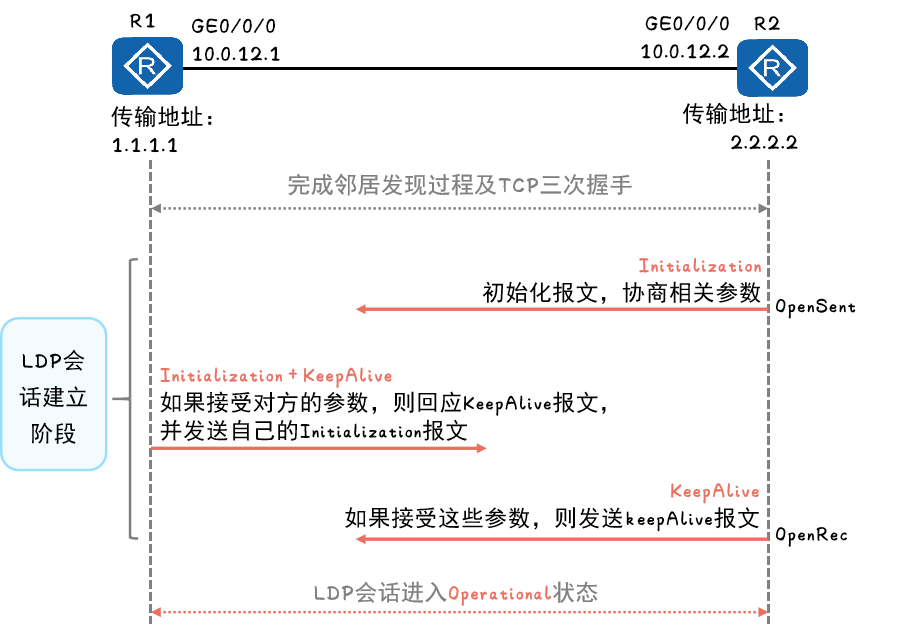 R1
GE0/0/0
10.0.12.1
GE0/0/0
R2
10.0.12.2
R
R
传输地址:
1.1.1.1
传输地址:
2.2.2.2
完成邻居发现过程及TCP三次握手
Initialization
初始化报文，协商相关参数
OpenSent
LDP会
话建立
阶段
Initialization + KeepAlive
如果接受对方的参数，则回应KeepAlive报文，
并发送自己的Initialization报文
KeepAlive
如果接受这些参数，则发送keepAlive报文
OpenRec
LDP会话进入Operational状态